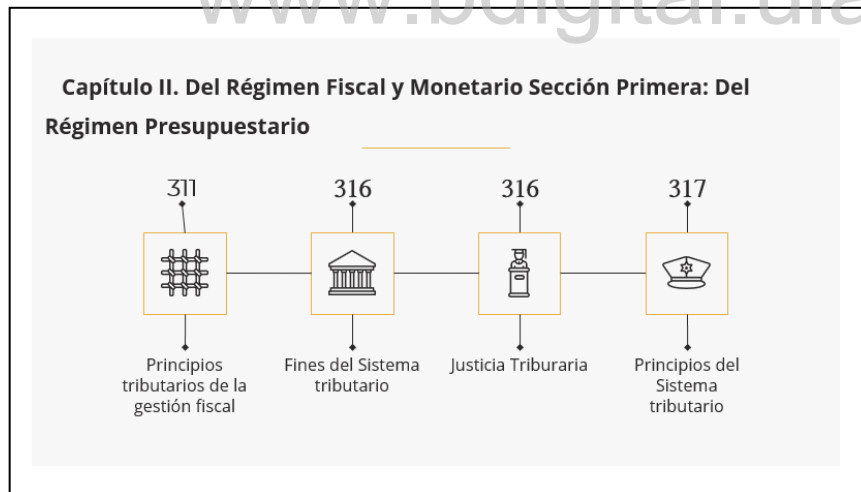 www.bdigital.ula
Capítulo II. Del Régimen Fiscal y Monetario Sección Primera: Del
Régimen Presupuestario
311
316
316
317
Principios
tributarios de la
gestión fiscal
Fines del Sistema
tributario
Justicia Triburaria
Principios del
Sistema
tributario